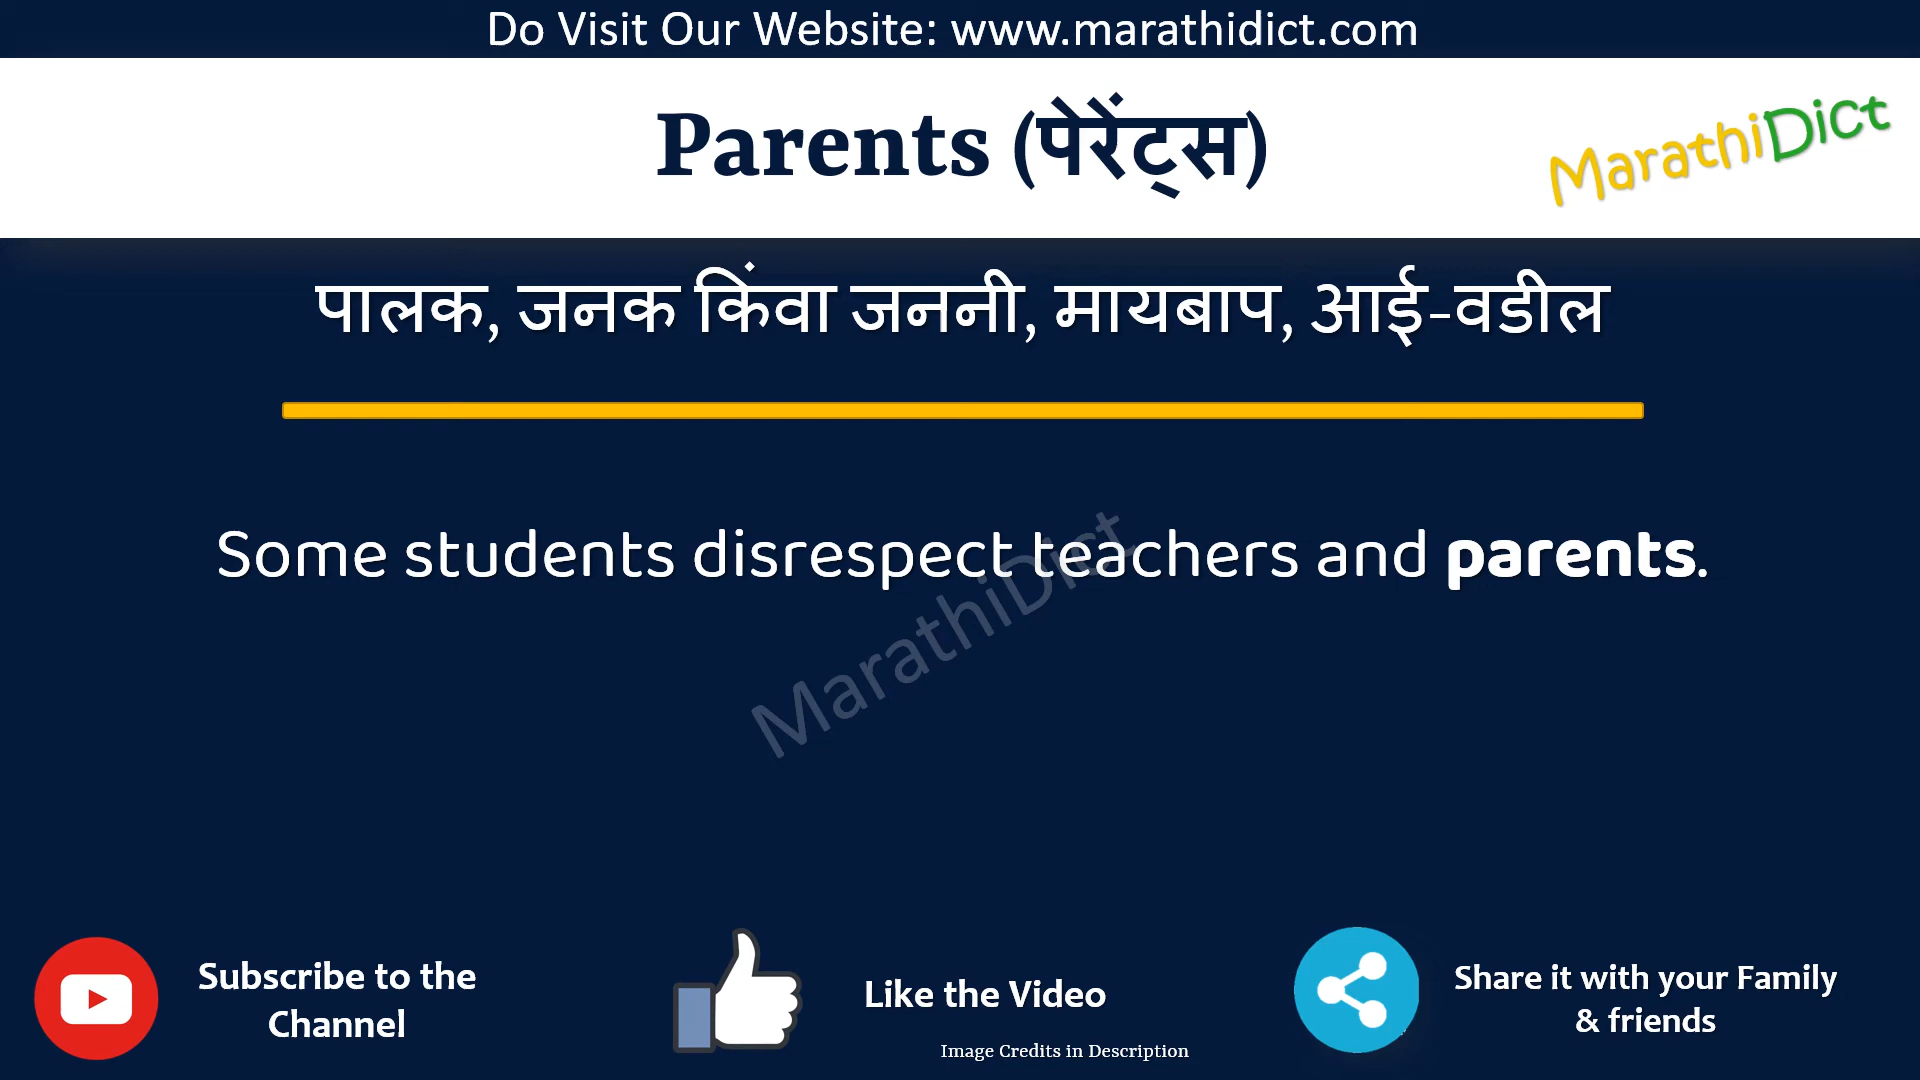 Do Visit Our Website: www.marathidict.com
Parents (पेरेंट्स)
MarathiDict
पालक, जनक किंवा जननी, मायबाप, आई-वडील
Some students disrespect teachers and parents.
MarathiDict
Subscribe to the
Channel
Like the Video
Share it with your Family
& friends
Image Credits in Description